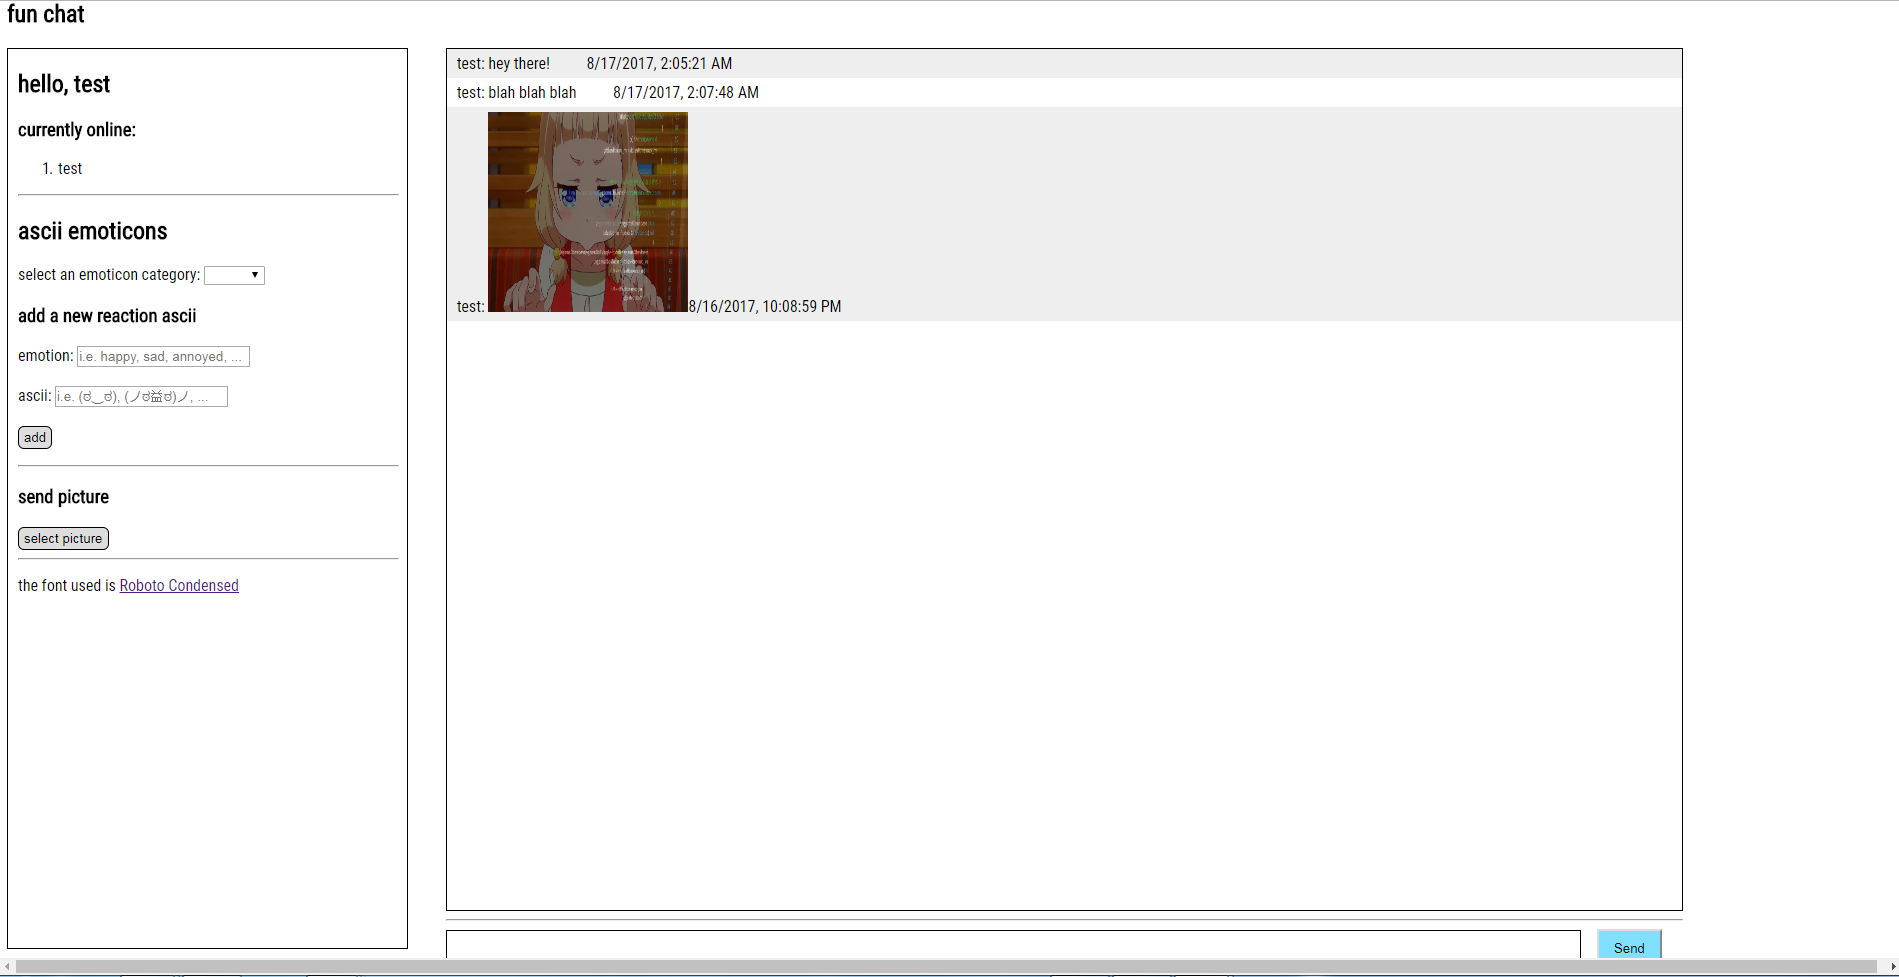 fun chat
hello, test
currently online:
1. test
ascii emoticons
select an emoticon category:
add a new reaction ascii
emotion: i.e. happy, sad, annoyed, ...
ascii: i.e. (ಠ‿ಠ), (ノಠ益ಠ)ノ, ...
add
send picture
select picture
the font used is Roboto Condensed
test: hey there! 8/17/2017, 2:05:21 AM
test: blah blah blah 8/17/2017, 2:07:48 AM
test: 8/16/2017, 10:08:59 PM
Send